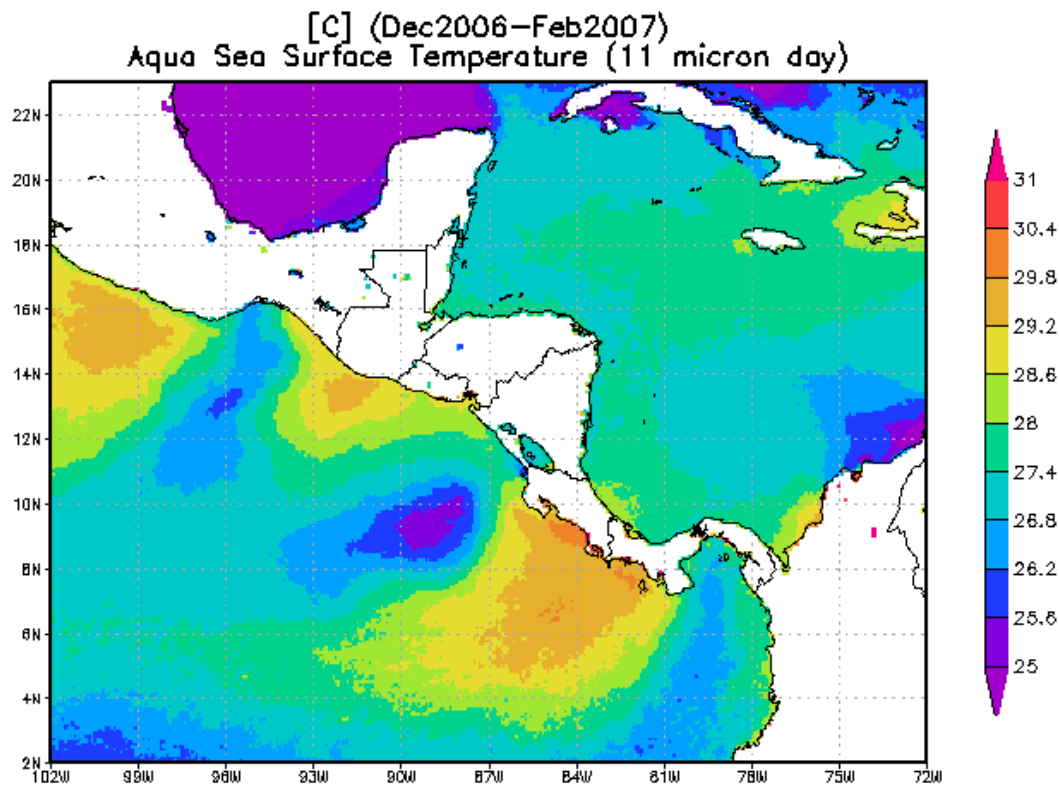 [C] (Dec2006-Feb2007)
Aqua Sea Surface Temperature (11 micron day)
22N
20N
18N
16N
14N
12N
10N
8N
6N
4N
2N
102W 99W 96W 93W 90W 87W 84W 81W 78W 75W 72W
31
30.4
29.8
29.2
28.6
28
27.4
26.8
26.2
25.6
25